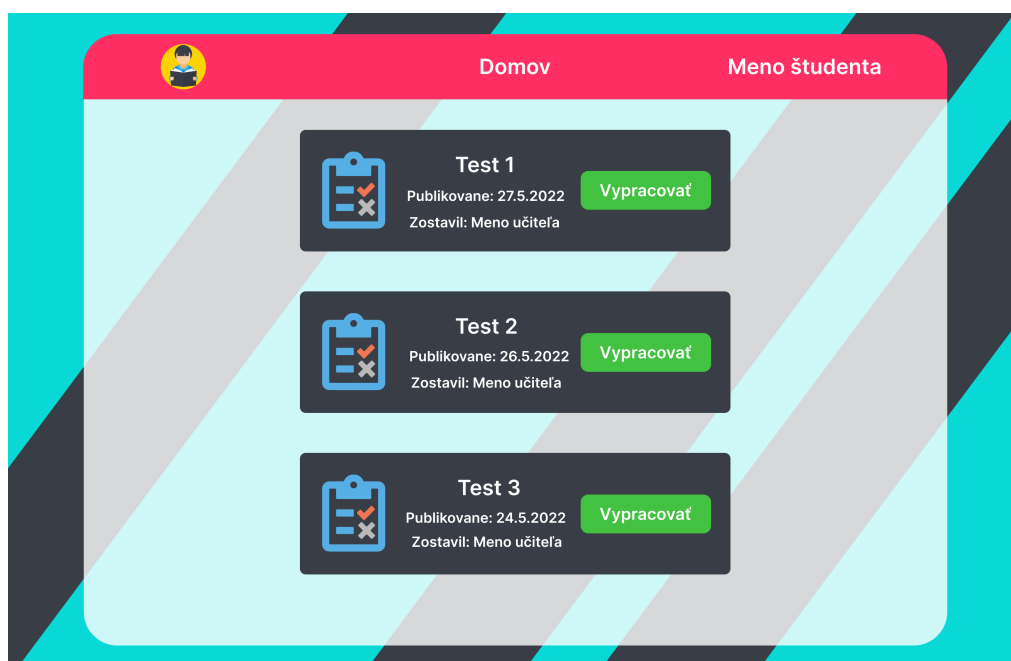 Domov
Meno študenta
Test 1
Publikovane: 27.5.2022
Zostavil: Meno učiteľa
Vypracovať
Test 2
Publikovane: 26.5.2022
Zostavil: Meno učiteľa
Vypracovať
Test 3
Publikovane: 24.5.2022
Zostavil: Meno učiteľa
Vypracovať